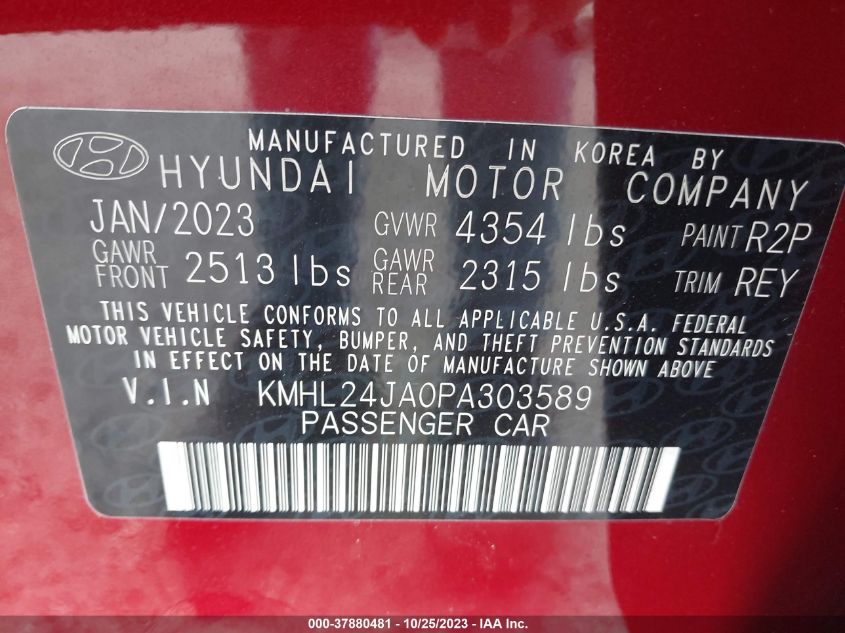 MANUFACTURED IN KOREA BY
HYUNDAI MOTOR COMPANY
JAN/2023 GVWR 4354 lbs PAINT R2P
GAWR FRONT 2513 lbs GAWR REAR 2315 lbs TRIM REY
THIS VEHICLE CONFORMS TO ALL APPLICABLE U.S.A. FEDERAL
MOTOR VEHICLE SAFETY, BUMPER, AND THEFT PREVENTION STANDARDS
IN EFFECT ON THE DATE OF MANUFACTURE SHOWN ABOVE
V.I.N KMHL24JA0PA303589
PASSENGER CAR
000-37880481 - 10/25/2023 - IAA Inc.